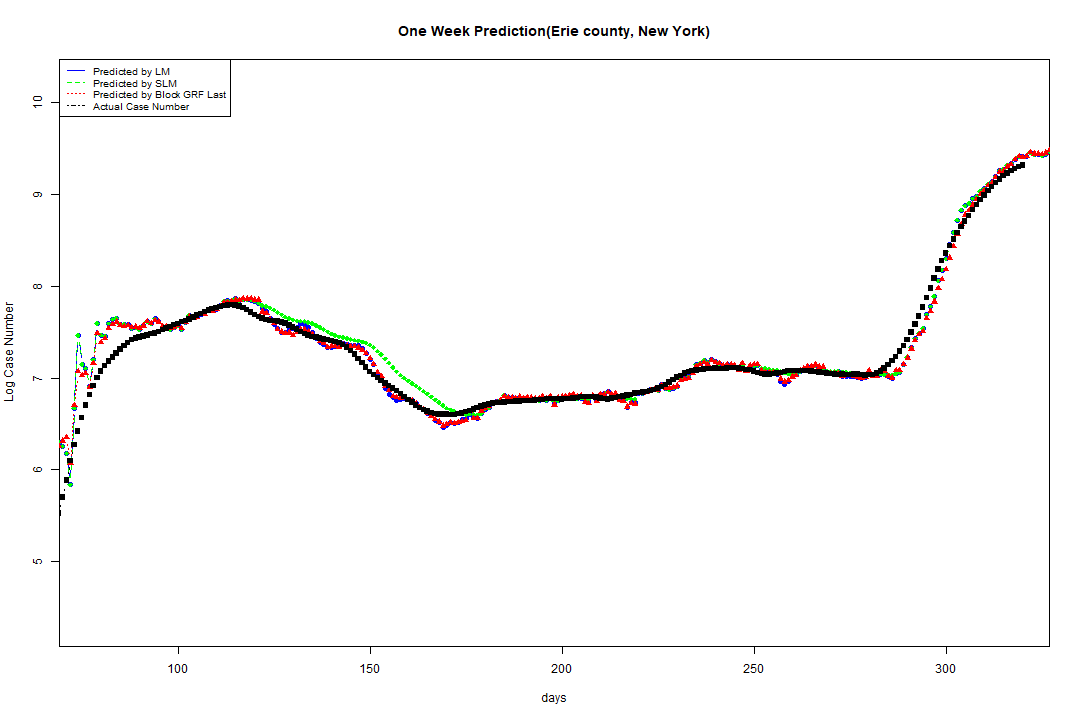 One Week Prediction(Erie county, New York)
Predicted by LM
Predicted by SLM
Predicted by Block GRF Last
Actual Case Number
10
9
8
7
6
5
Log Case Number
100 150 200 250 300
days